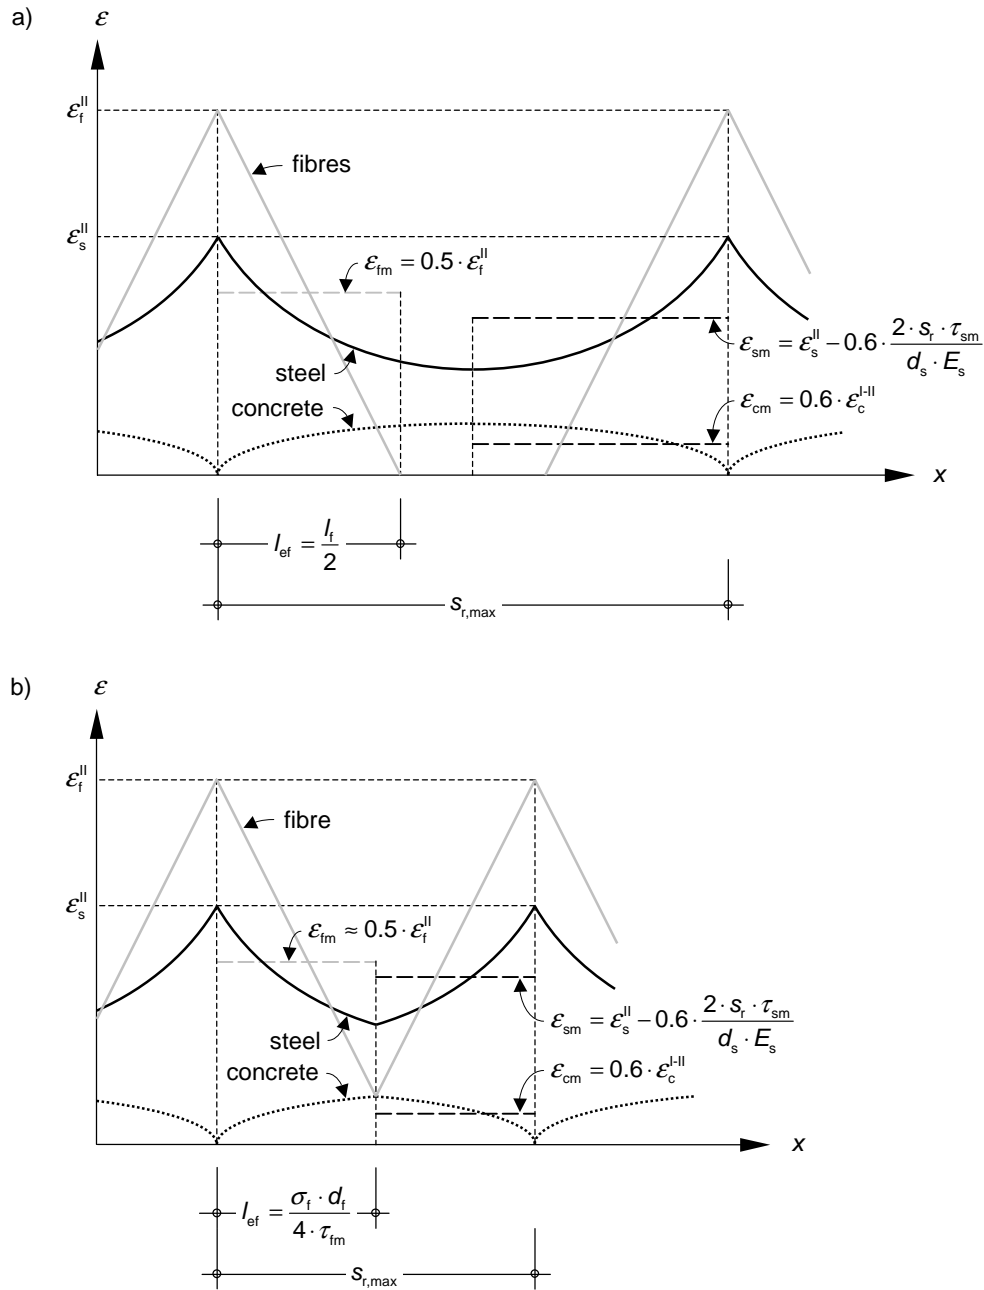 a)
ε
ε_f^II
fibres
ε_s^II
ε_fm = 0.5 · ε_f^II
ε_sm = ε_s^II − 0.6 · (2 · s_r · τ_sm) / (d_s · E_s)
steel
concrete
ε_cm = 0.6 · ε_c^I-II
x
l_ef = l_f / 2
s_r,max
b)
ε
ε_f^II
fibre
ε_s^II
ε_fm ≈ 0.5 · ε_f^II
ε_sm = ε_s^II − 0.6 · (2 · s_r · τ_sm) / (d_s · E_s)
steel
concrete
ε_cm = 0.6 · ε_c^I-II
x
l_ef = (σ_f · d_f) / (4 · τ_fm)
s_r,max